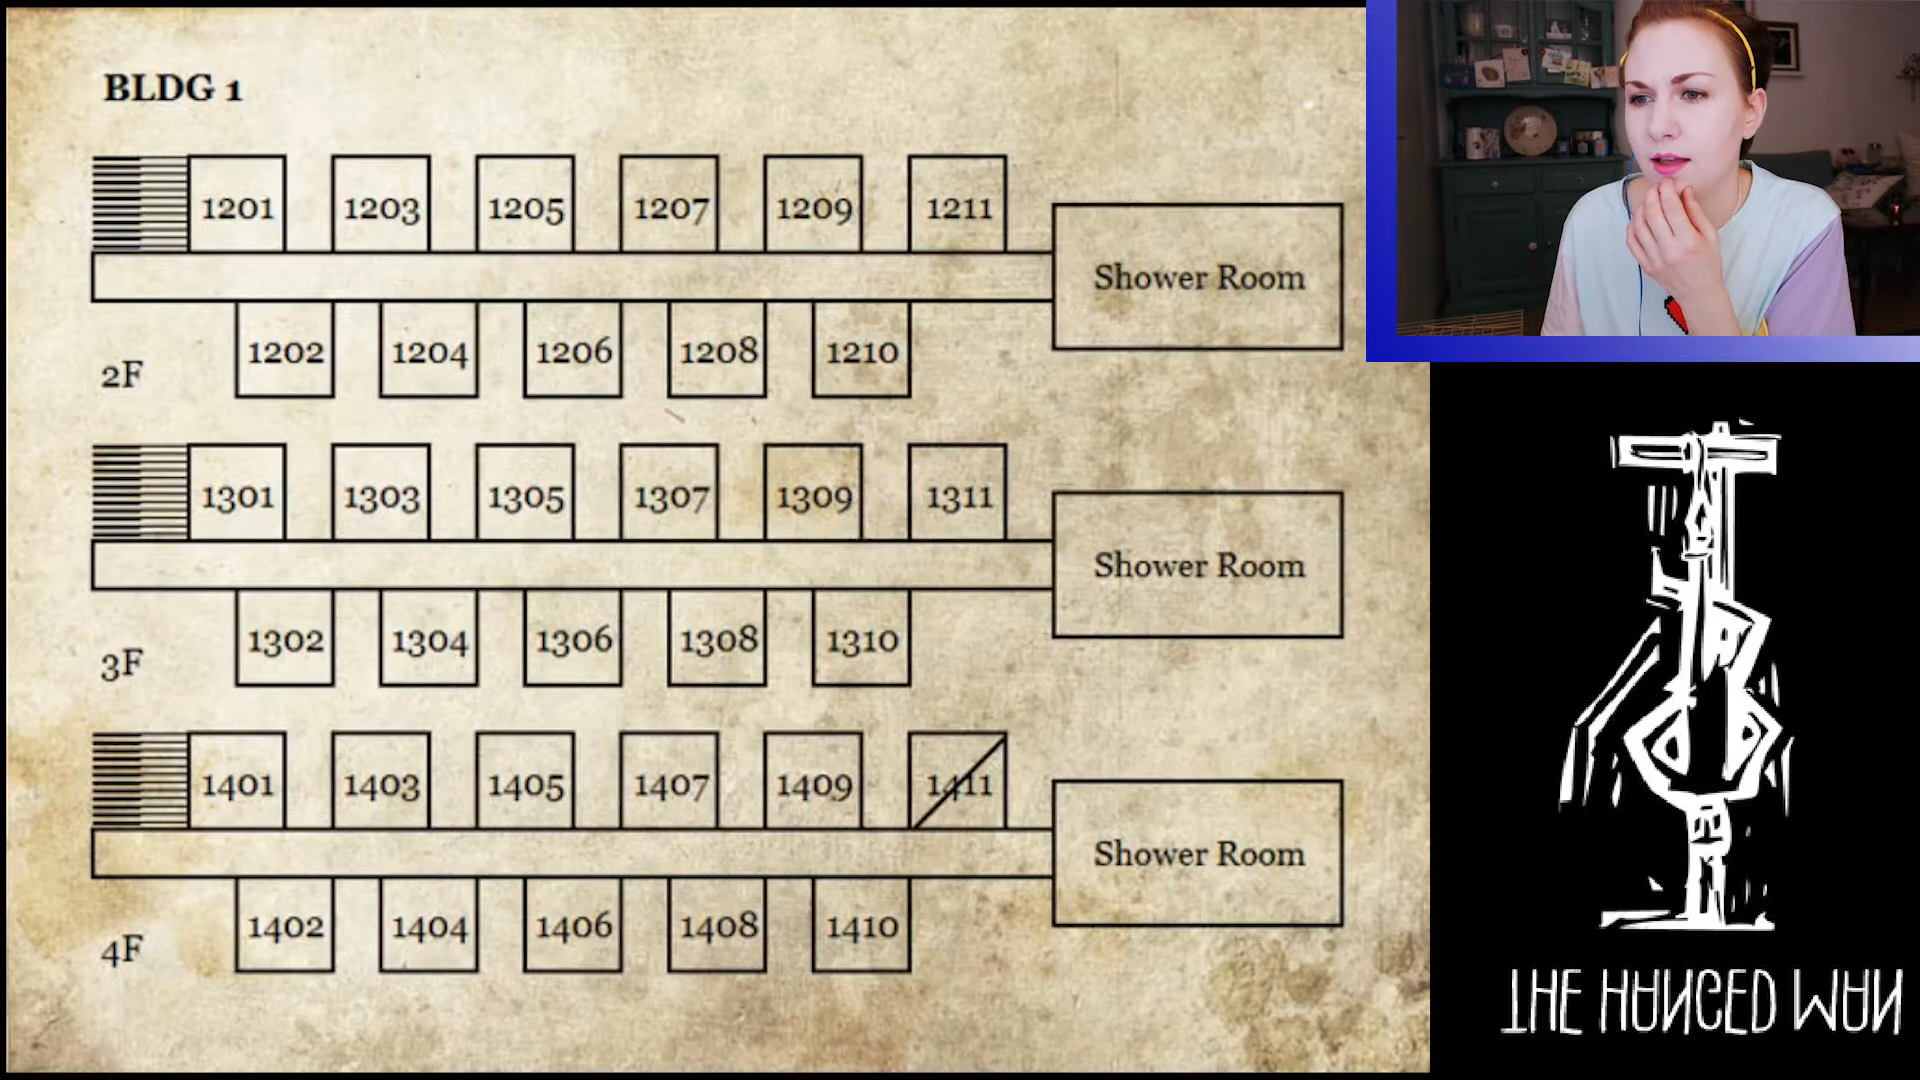 BLDG 1
1201 1203 1205 1207 1209 1211
Shower Room
1202 1204 1206 1208 1210
2F
1301 1303 1305 1307 1309 1311
Shower Room
1302 1304 1306 1308 1310
3F
1401 1403 1405 1407 1409 1411
Shower Room
1402 1404 1406 1408 1410
4F
THE HANGED MAN